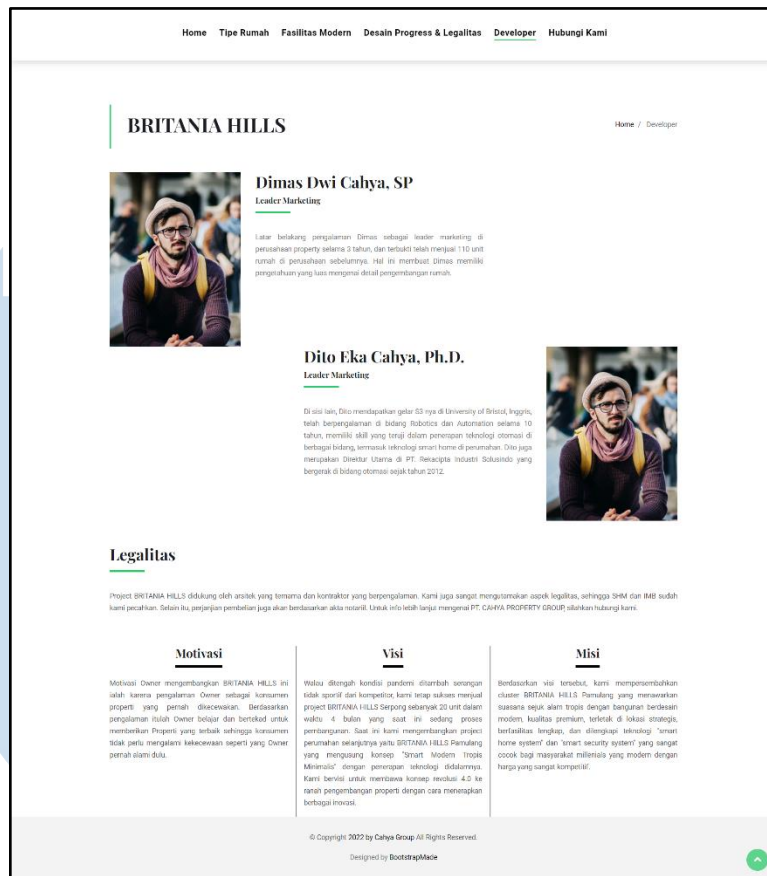 Home Tipe Rumah Fasilitas Modern Desain Progress & Legalitas Developer Hubungi Kami
BRITANIA HILLS
Home / Developer
Dimas Dwi Cahya, SP
Leader Marketing
Latar belakang pengalaman Dimas sebagai leader marketing di
perusahaan property selama 3 tahun, dan terbukti telah menjual 110 unit
rumah di perusahaan sebelumnya. Hal ini membuat Dimas memiliki
pengetahuan yang luas mengenai detail pengembangan rumah.
Dito Eka Cahya, Ph.D.
Leader Marketing
Di sisi lain, Dito mendapatkan gelar S3 nya di University of Bristol, Inggris,
telah berpengalaman di bidang Robotics dan Automation selama 10
tahun, memiliki skill yang teruji dalam penerapan teknologi otomasi di
berbagai bidang, termasuk teknologi smart home di perumahan. Dito juga
merupakan Direktur Utama di PT. Rekacipta Industri Solusindo yang
bergerak di bidang otomasi sejak tahun 2012.
Legalitas
Project BRITANIA HILLS didukung oleh arsitek yang ternama dan kontraktor yang berpengalaman. Kami juga sangat mengutamakan aspek legalitas, sehingga SHM dan IMB sudah
kami pecahkan. Selain itu, perjanjian pembelian juga akan berdasarkan akta notariil. Untuk info lebih lanjut mengenai PT. CAHYA PROPERTY GROUP, silahkan hubungi kami.
Motivasi
Motivasi Owner mengembangkan BRITANIA HILLS ini
ialah karena pengalaman Owner sebagai konsumen
properti yang pernah dikecewakan. Berdasarkan
pengalaman itulah Owner belajar dan bertekad untuk
memberikan Properti yang terbaik sehingga konsumen
tidak perlu mengalami kekecewaan seperti yang Owner
pernah alami dulu.
Visi
Walau ditengah kondisi pandemi ditambah serangan
tidak sportif dari kompetitor, kami tetap sukses menjual
project BRITANIA HILLS Serpong sebanyak 20 unit dalam
waktu 4 bulan yang saat ini sedang proses
pembangunan. Saat ini kami mengembangkan project
perumahan selanjutnya yaitu BRITANIA HILLS Pamulang
yang mengusung konsep "Smart Modern Tropis
Minimalis" dengan penerapan teknologi didalamnya.
Kami bervisi untuk membawa konsep revolusi 4.0 ke
ranah pengembangan properti dengan cara menerapkan
berbagai inovasi.
Misi
Berdasarkan visi tersebut, kami mempersembahkan
cluster BRITANIA HILLS Pamulang yang menawarkan
suasana sejuk alam tropis dengan bangunan berdesain
modern, kualitas premium, terletak di lokasi strategis,
berfasilitas lengkap, dan dilengkapi teknologi "smart
home system" dan "smart security system" yang sangat
cocok bagi masyarakat millenials yang modern dengan
harga yang sangat kompetitif.
© Copyright 2022 by Cahya Group All Rights Reserved.
Designed by BootstrapMade